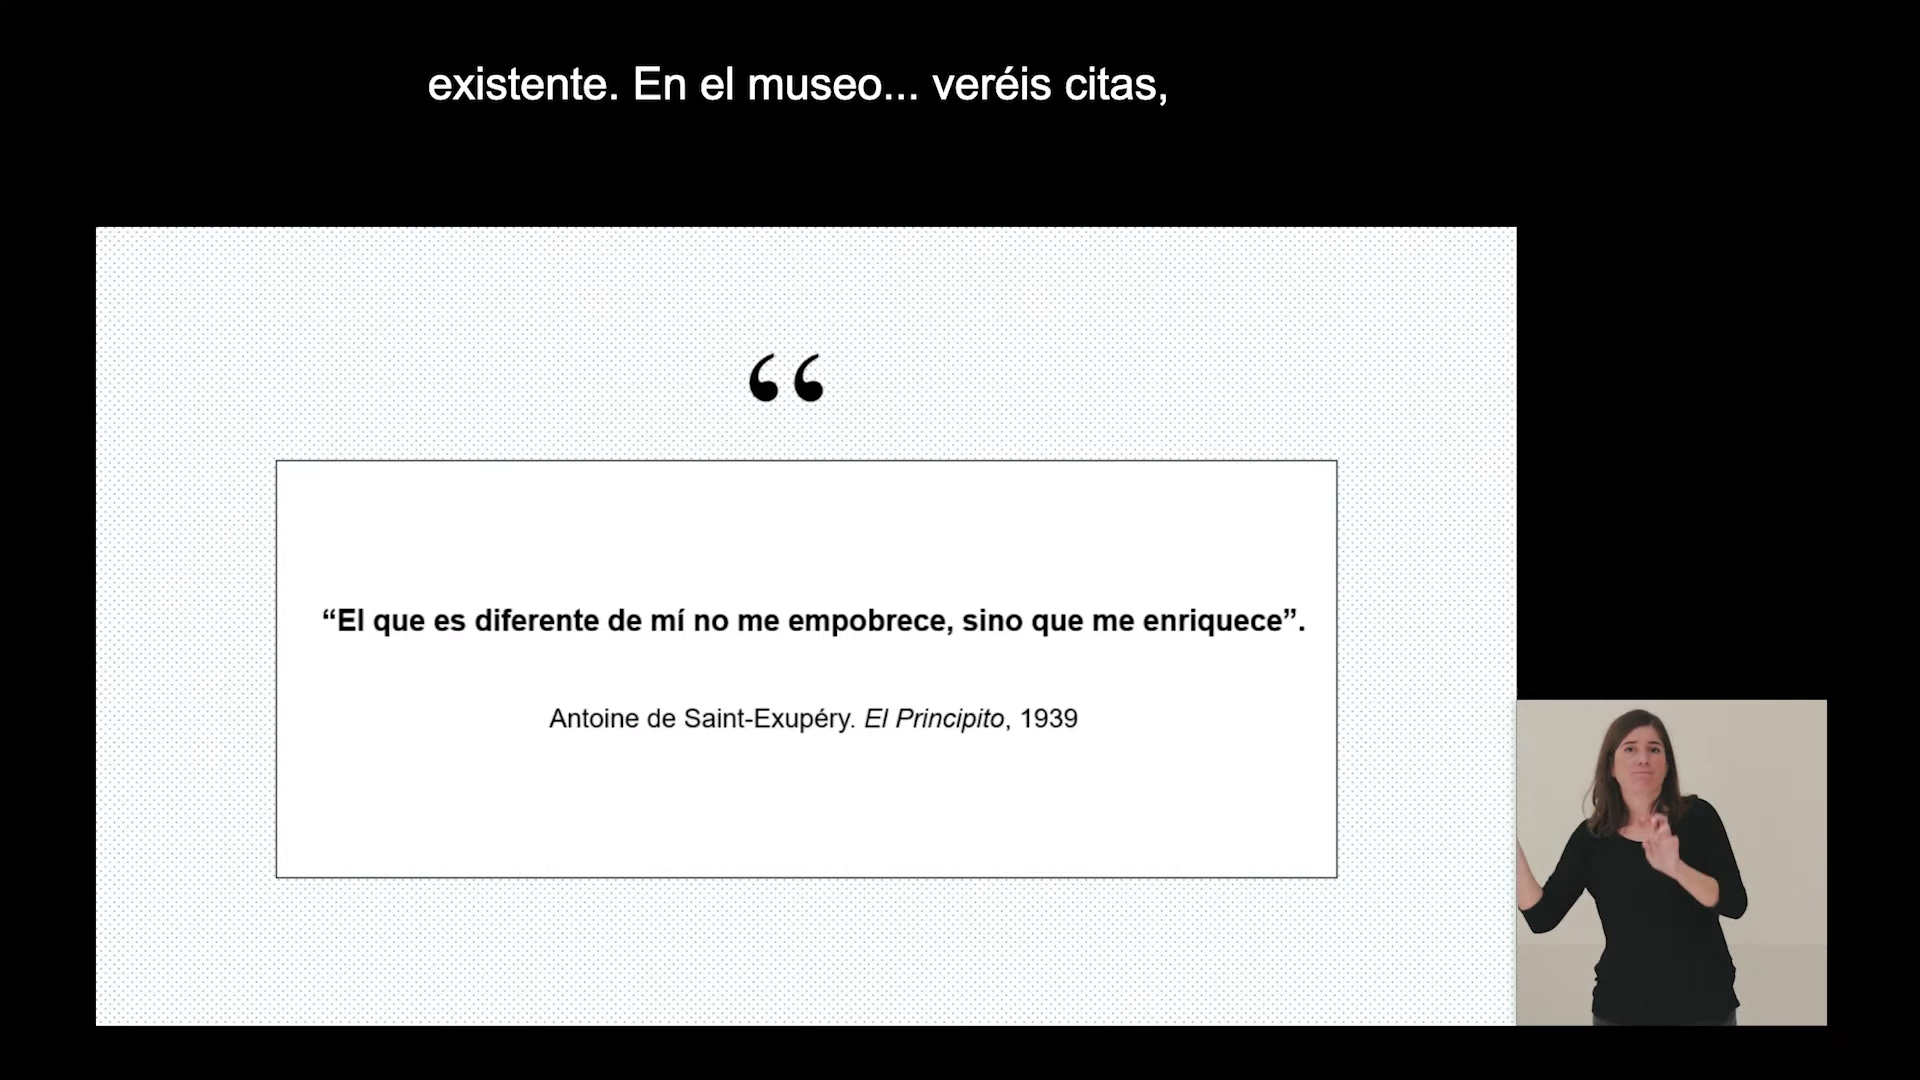 existente. En el museo... veréis citas,
“
“El que es diferente de mí no me empobrece, sino que me enriquece”.
Antoine de Saint-Exupéry. El Principito, 1939